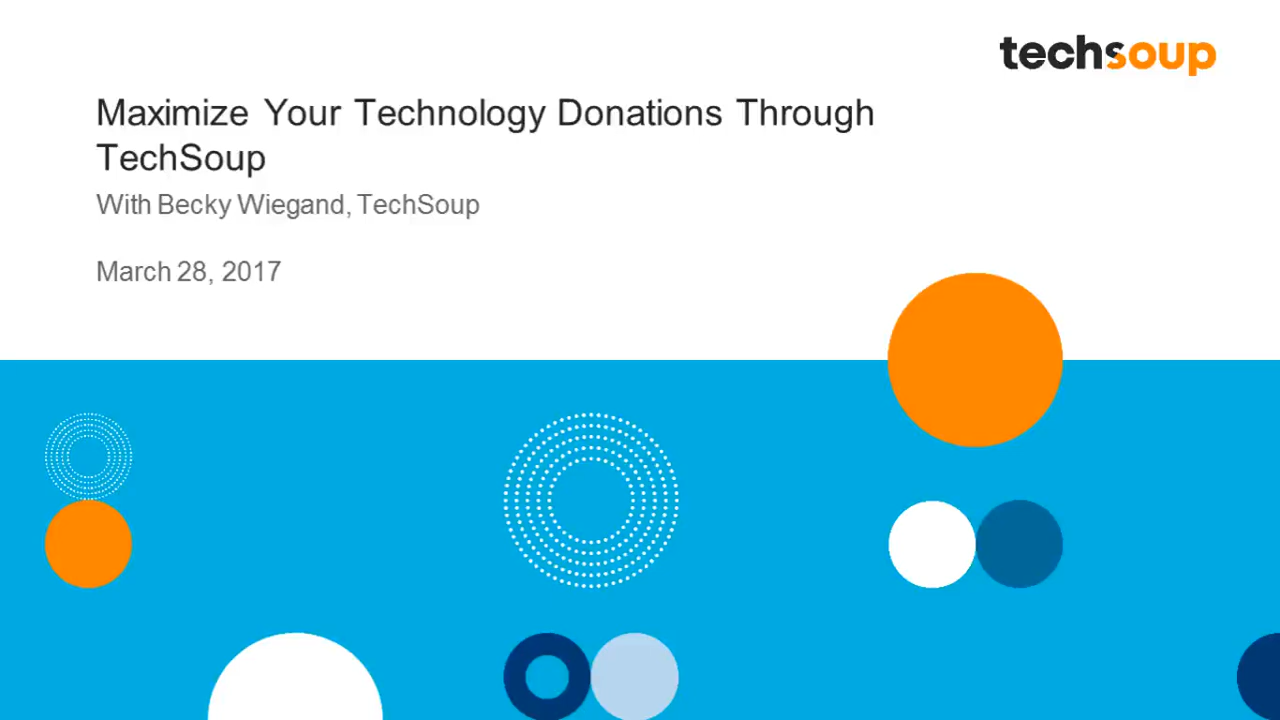 techsoup
Maximize Your Technology Donations Through
TechSoup
With Becky Wiegand, TechSoup
March 28, 2017